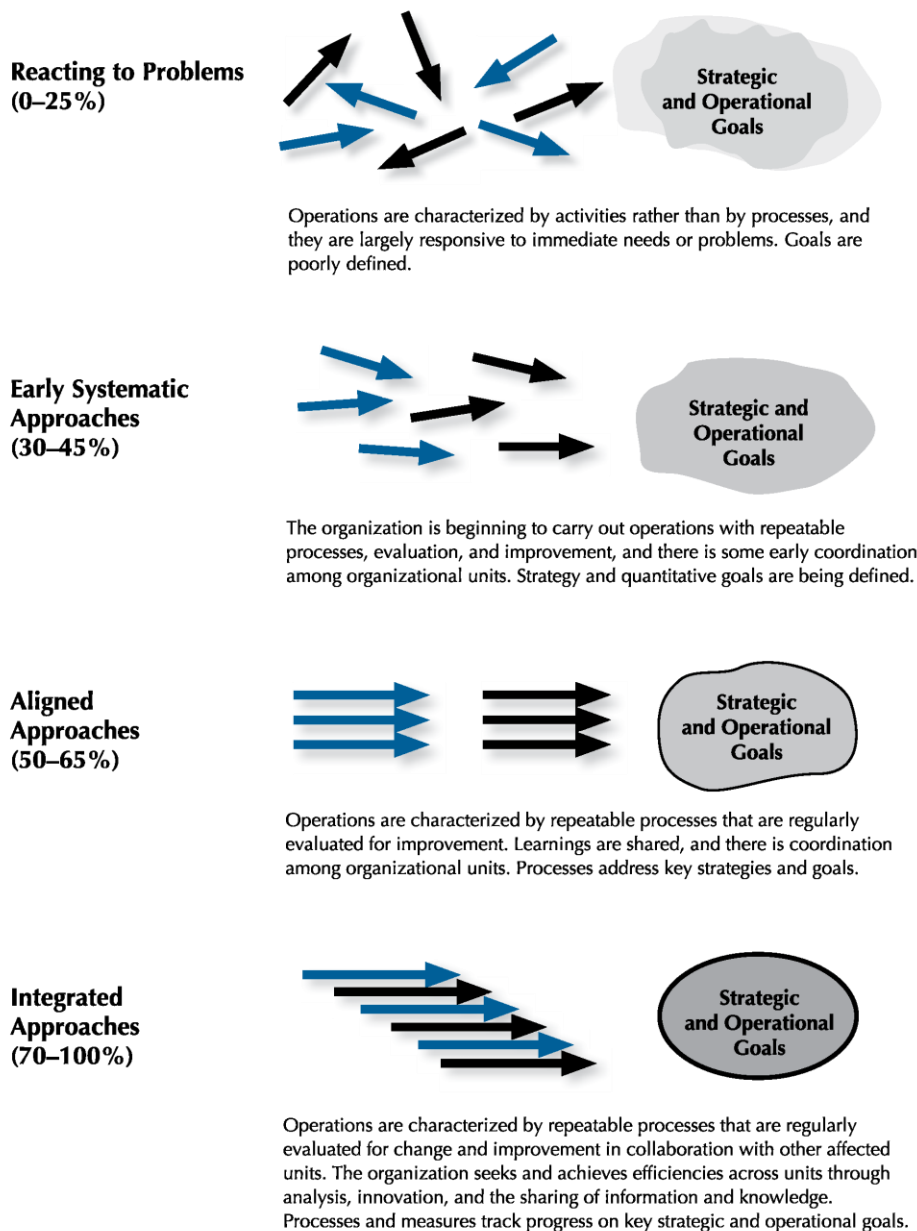 Reacting to Problems
(0–25%)
Strategic
and Operational
Goals
Operations are characterized by activities rather than by processes, and
they are largely responsive to immediate needs or problems. Goals are
poorly defined.
Early Systematic
Approaches
(30–45%)
Strategic and
Operational
Goals
The organization is beginning to carry out operations with repeatable
processes, evaluation, and improvement, and there is some early coordination
among organizational units. Strategy and quantitative goals are being defined.
Aligned
Approaches
(50–65%)
Strategic
and Operational
Goals
Operations are characterized by repeatable processes that are regularly
evaluated for improvement. Learnings are shared, and there is coordination
among organizational units. Processes address key strategies and goals.
Integrated
Approaches
(70–100%)
Strategic
and Operational
Goals
Operations are characterized by repeatable processes that are regularly
evaluated for change and improvement in collaboration with other affected
units. The organization seeks and achieves efficiencies across units through
analysis, innovation, and the sharing of information and knowledge.
Processes and measures track progress on key strategic and operational goals.